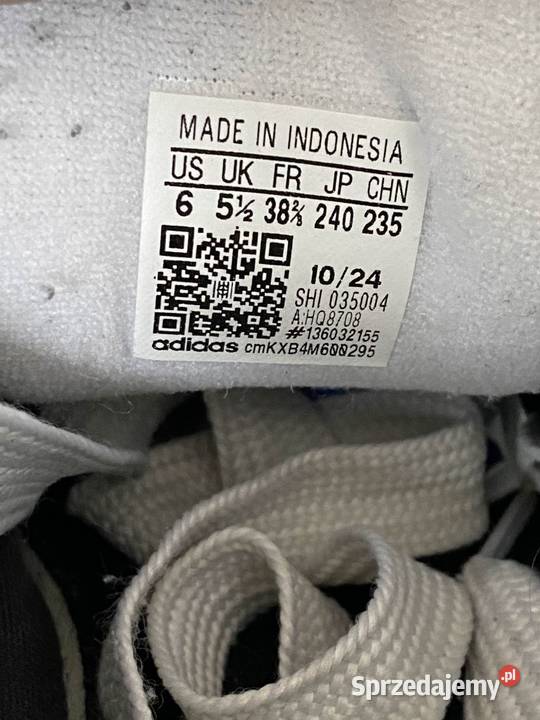 MADE IN INDONESIA
US UK FR JP CHN
6 5½ 38⅔ 240 235
10/24
SHI 035004
A:HQ8708
#136032155
adidas cmKXB4M600295
Sprzedajemy.pl